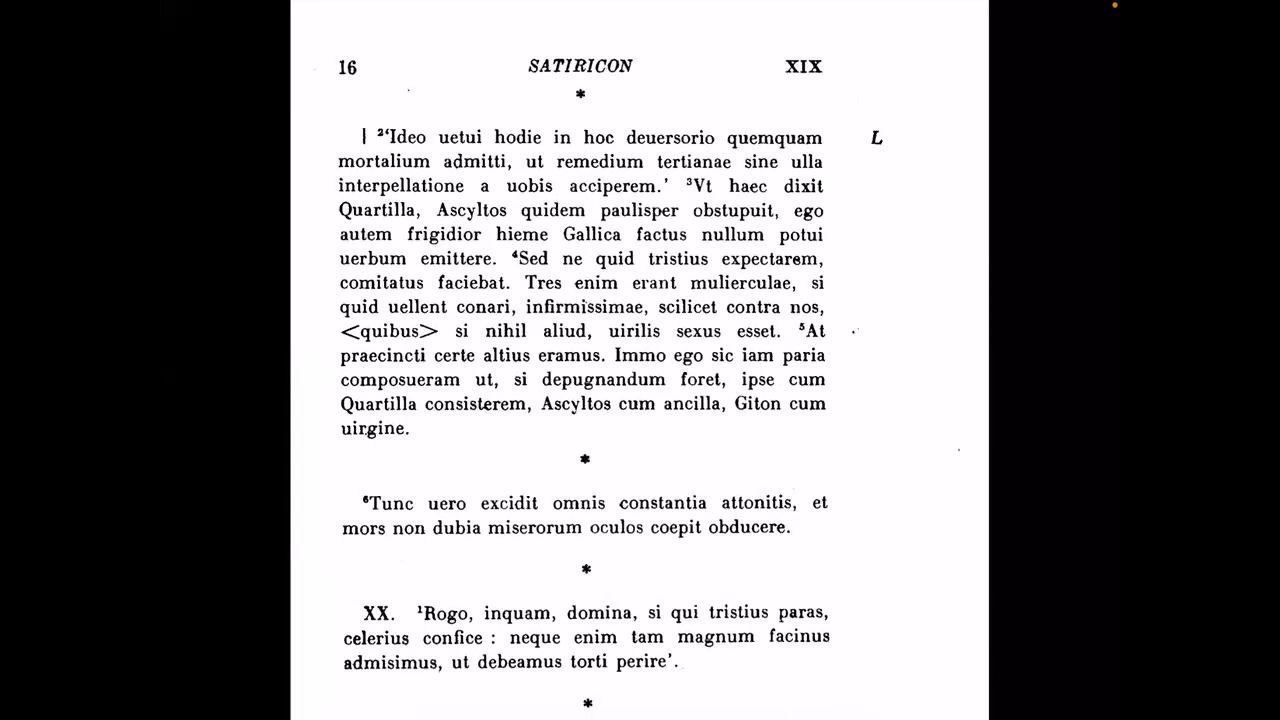 16 SATIRICON XIX
*
| ²‘Ideo uetui hodie in hoc deuersorio quemquam L
mortalium admitti, ut remedium tertianae sine ulla
interpellatione a uobis acciperem.’ ³Vt haec dixit
Quartilla, Ascyltos quidem paulisper obstupuit, ego
autem frigidior hieme Gallica factus nullum potui
uerbum emittere. ⁴Sed ne quid tristius expectarem,
comitatus faciebat. Tres enim erant mulierculae, si
quid uellent conari, infirmissimae, scilicet contra nos,
<quibus> si nihil aliud, uirilis sexus esset. ⁵At
praecincti certe altius eramus. Immo ego sic iam paria
composueram ut, si depugnandum foret, ipse cum
Quartilla consisterem, Ascyltos cum ancilla, Giton cum
uirgine.
*
⁶Tunc uero excidit omnis constantia attonitis, et
mors non dubia miserorum oculos coepit obducere.
*
XX. ¹Rogo, inquam, domina, si qui tristius paras,
celerius confice : neque enim tam magnum facinus
admisimus, ut debeamus torti perire’.
*